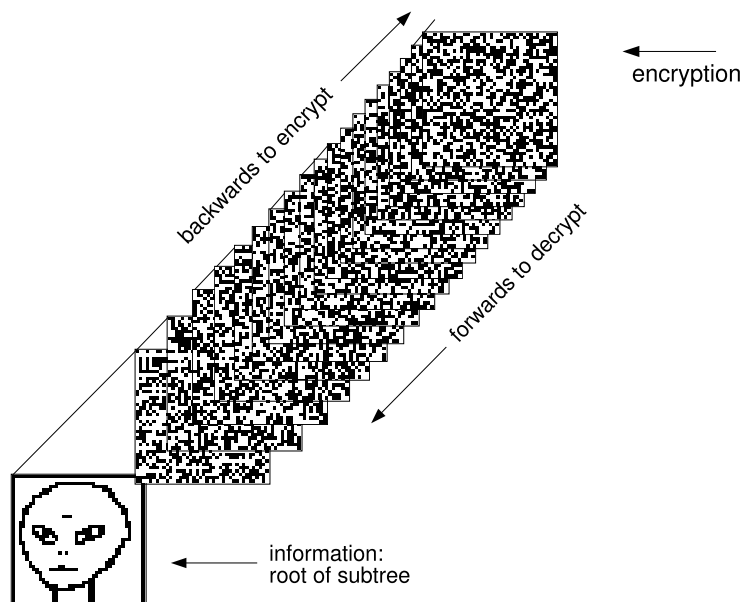 encryption
backwards to encrypt
forwards to decrypt
information:
root of subtree